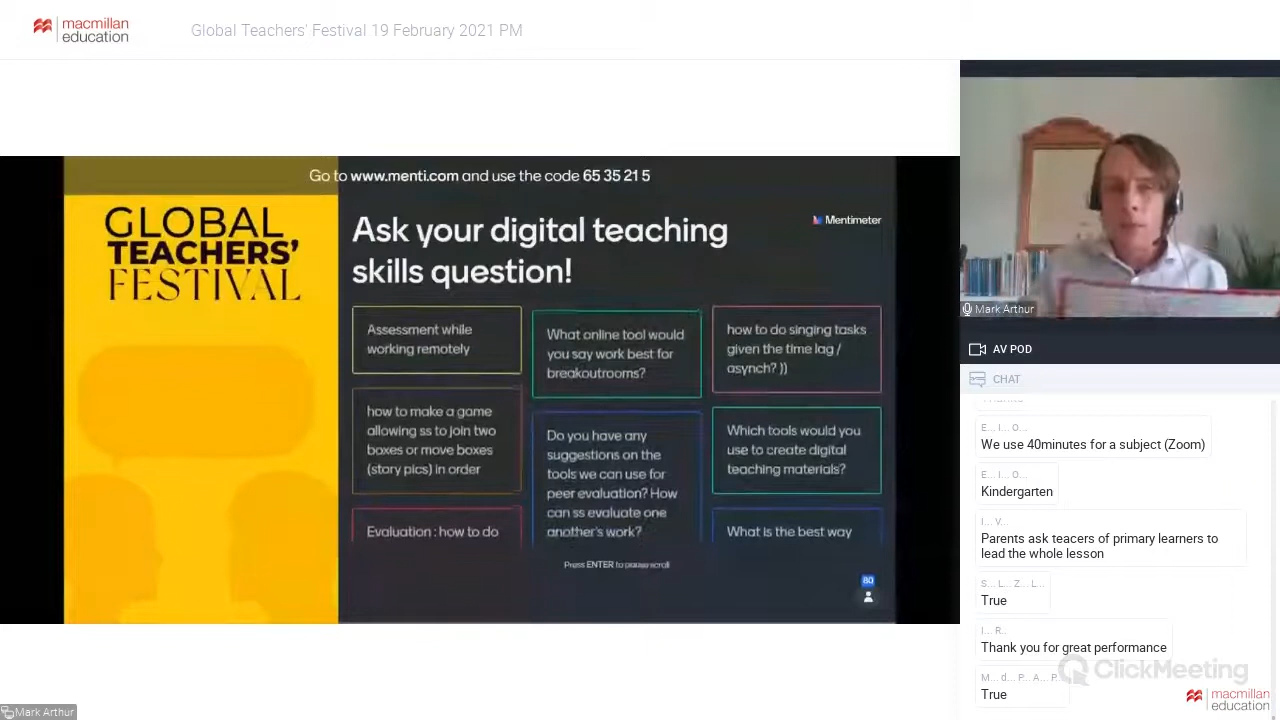 macmillan
education
Global Teachers' Festival 19 February 2021 PM
Go to www.menti.com and use the code 65 35 21 5
GLOBAL
TEACHERS'
FESTIVAL
Ask your digital teaching
skills question!
Mentimeter
Assessment while
working remotely
how to make a game
allowing ss to join two
boxes or move boxes
(story pics) in order
Evaluation : how to do
What online tool would
you say work best for
breakoutrooms?
Do you have any
suggestions on the
tools we can use for
peer evaluation? How
can ss evaluate one
another's work?
how to do singing tasks
given the time lag /
asynch? ))
Which tools would you
use to create digital
teaching materials?
What is the best way
Press ENTER to pause scroll
80
Mark Arthur
Mark Arthur
AV POD
CHAT
E... I... O...
We use 40minutes for a subject (Zoom)
E... I... O...
Kindergarten
I... V...
Parents ask teacers of primary learners to
lead the whole lesson
S... L... Z... L...
True
I... R..
Thank you for great performance
M... d... P... A... P...
True
ClickMeeting
macmillan
education